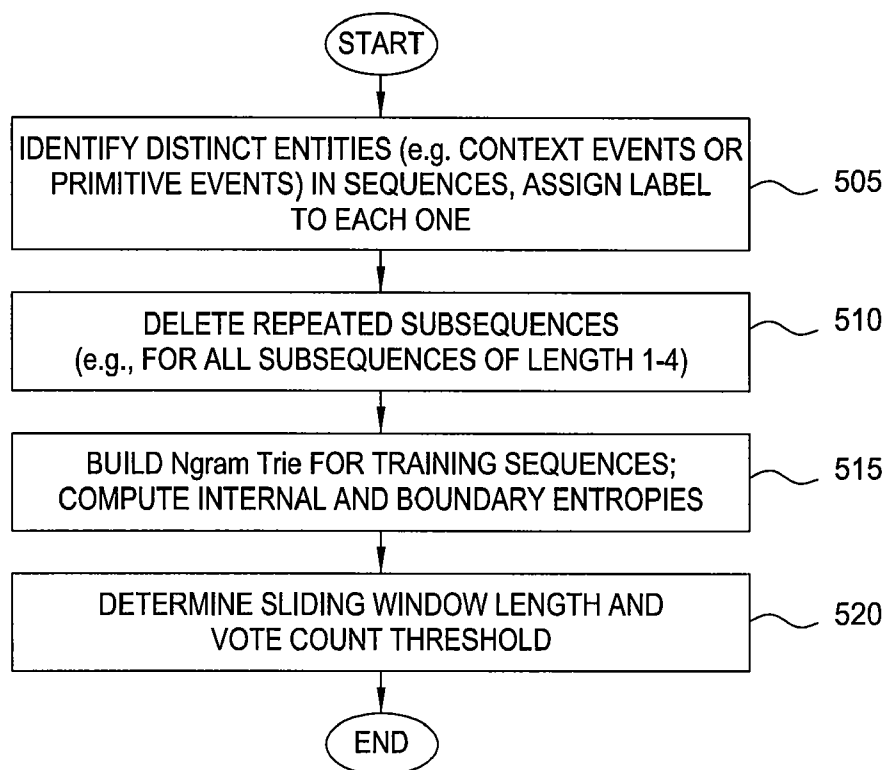 START
IDENTIFY DISTINCT ENTITIES (e.g. CONTEXT EVENTS OR
PRIMITIVE EVENTS) IN SEQUENCES, ASSIGN LABEL
TO EACH ONE
505
DELETE REPEATED SUBSEQUENCES
(e.g., FOR ALL SUBSEQUENCES OF LENGTH 1-4)
510
BUILD Ngram Trie FOR TRAINING SEQUENCES;
COMPUTE INTERNAL AND BOUNDARY ENTROPIES
515
DETERMINE SLIDING WINDOW LENGTH AND
VOTE COUNT THRESHOLD
520
END